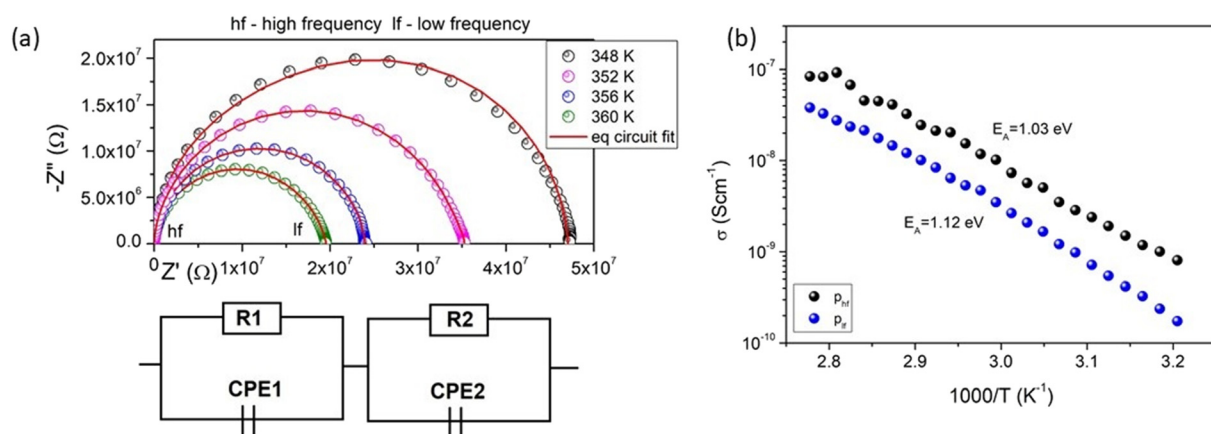 hf - high frequency  lf - low frequency
(a)
2.0x10⁷
1.5x10⁷
1.0x10⁷
5.0x10⁶
0.0
-Z'' (Ω)
348 K
352 K
356 K
360 K
eq circuit fit
hf
lf
0
1x10⁷
2x10⁷
3x10⁷
4x10⁷
5x10⁷
Z' (Ω)
R1
CPE1
R2
CPE2
(b)
10⁻⁷
10⁻⁸
10⁻⁹
10⁻¹⁰
σ (Scm⁻¹)
E_A=1.03 eV
E_A=1.12 eV
p_hf
p_lf
2.8
2.9
3.0
3.1
3.2
1000/T (K⁻¹)